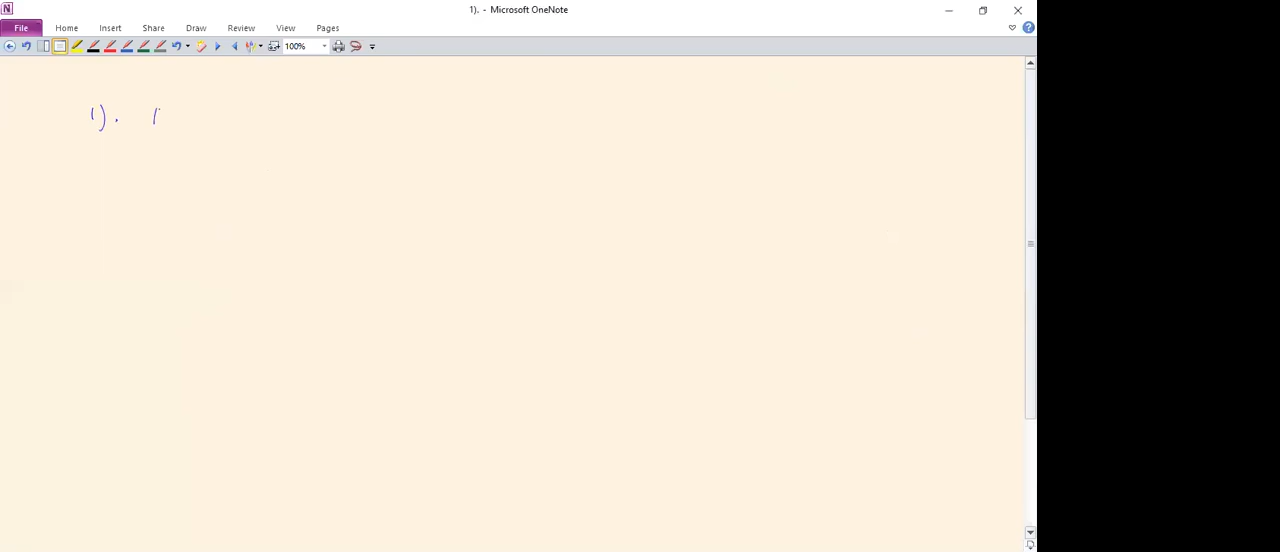 1). - Microsoft OneNote
File Home Insert Share Draw Review View Pages
100%
1).